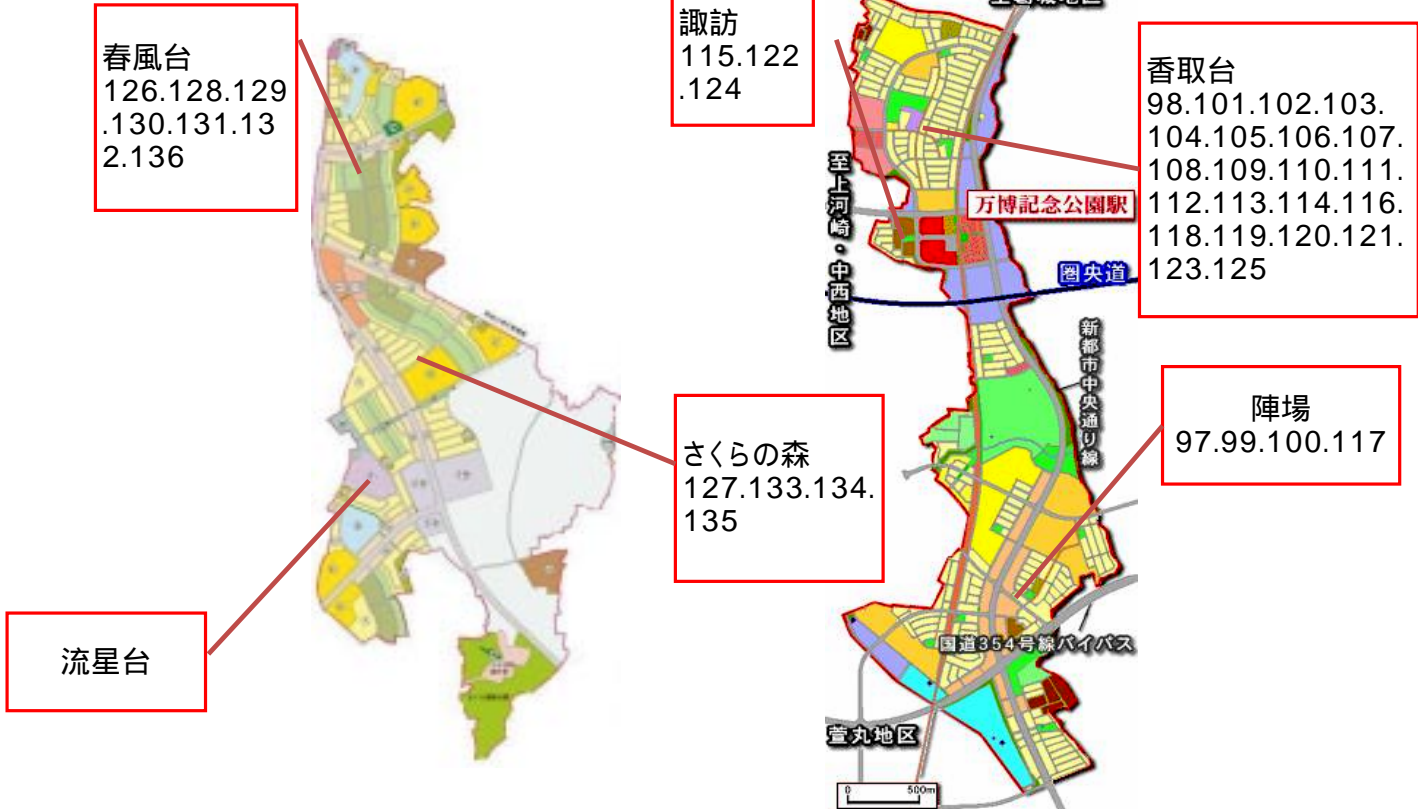 春風台
126.128.129
.130.131.13
2.136
諏訪
115.122
.124
香取台
98.101.102.103.
104.105.106.107.
108.109.110.111.
112.113.114.116.
118.119.120.121.
123.125
至上河崎・中西地区
万博記念公園駅
圏央道
新都市中央通り線
さくらの森
127.133.134.
135
陣場
97.99.100.117
流星台
国道354号線バイパス
萱丸地区
0 500m